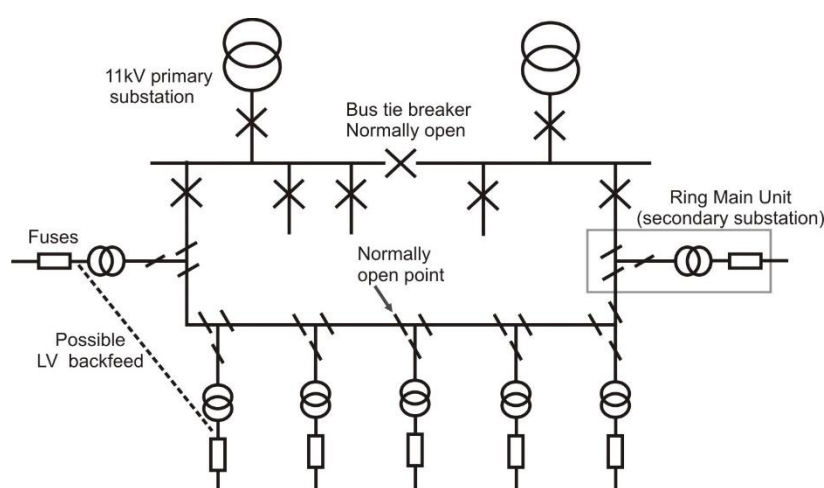 11kV primary
substation
Bus tie breaker
Normally open
Ring Main Unit
(secondary substation)
Fuses
Normally
open point
Possible
LV backfeed